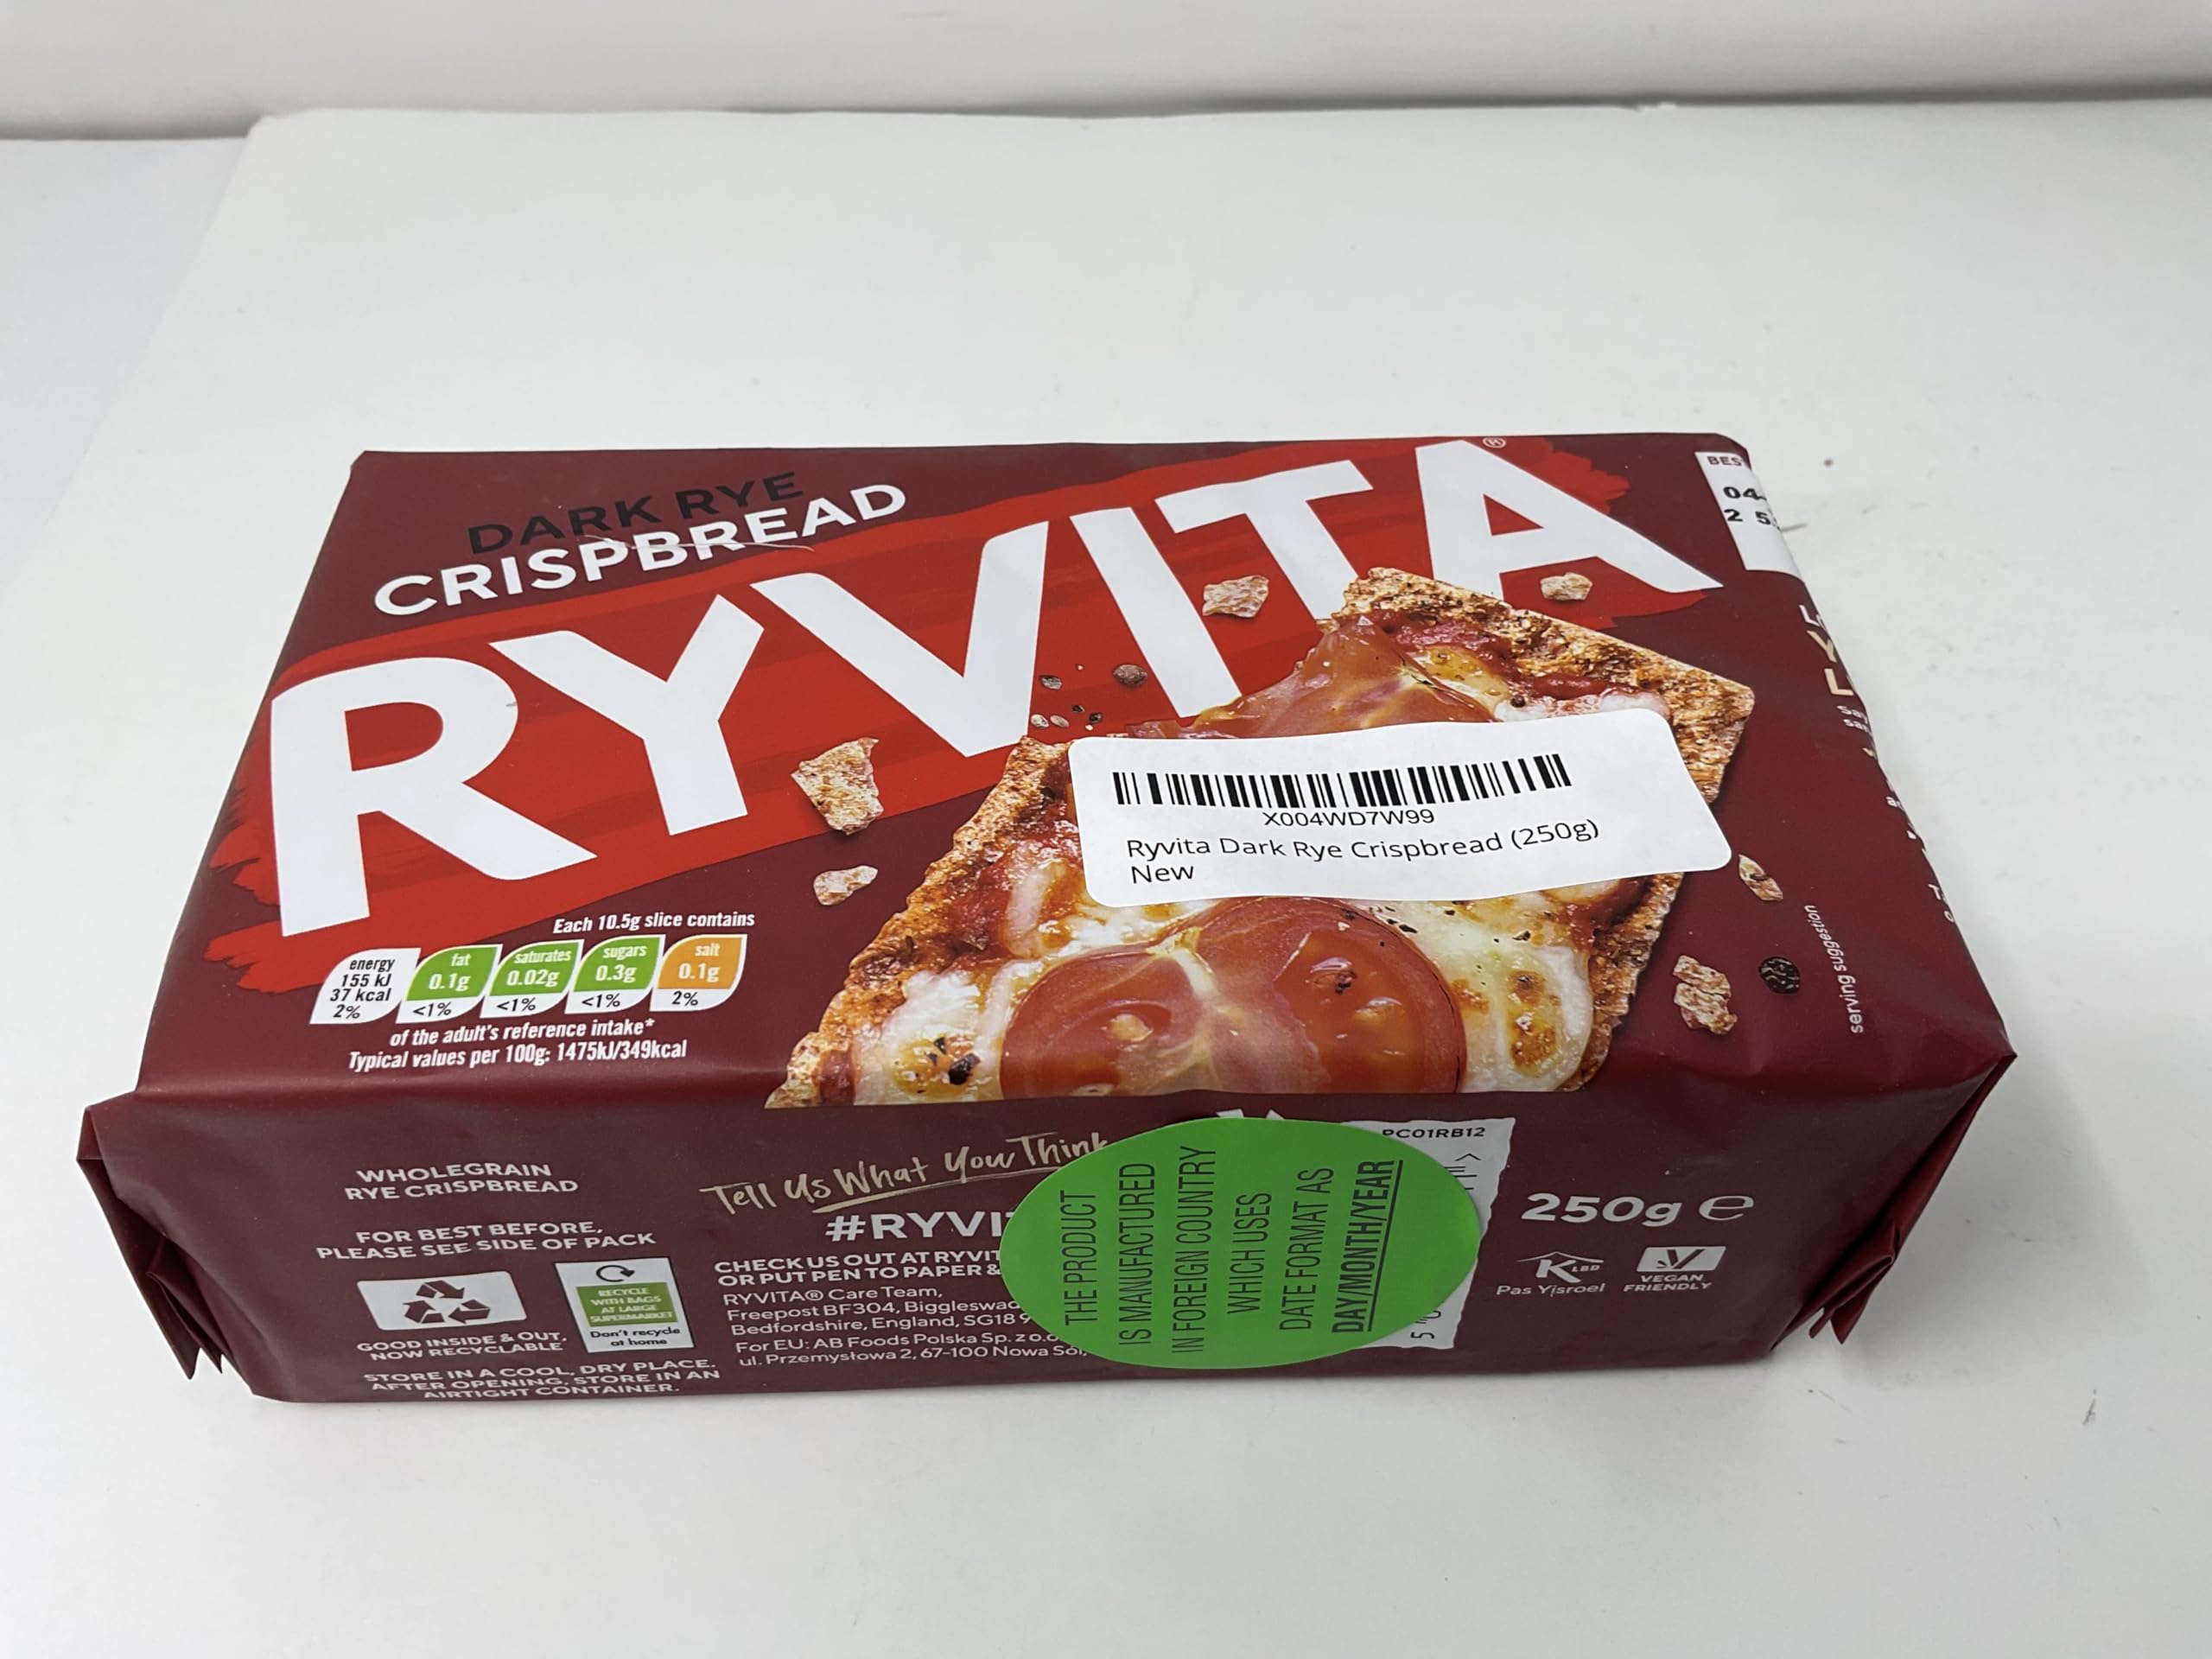 DARK RYE
CRISPBREAD
RYVITA®
BES
04
2 5
X004WD7W99
Ryvita Dark Rye Crispbread (250g)
New
serving suggestion
Each 10.5g slice contains
energy
155 kJ
37 kcal
2%
fat
0.1g
<1%
saturates
0.02g
<1%
sugars
0.3g
<1%
salt
0.1g
2%
of the adult's reference intake*
Typical values per 100g: 1475kJ/349kcal
WHOLEGRAIN
RYE CRISPBREAD
FOR BEST BEFORE,
PLEASE SEE SIDE OF PACK
GOOD INSIDE & OUT,
NOW RECYCLABLE
RECYCLE
WITH BAGS
AT LARGE
SUPERMARKET
Don't recycle
at home
STORE IN A COOL, DRY PLACE.
AFTER OPENING, STORE IN AN
AIRTIGHT CONTAINER.
Tell Us What You Think
#RYVI
CHECK US OUT AT RYVIT
OR PUT PEN TO PAPER &
RYVITA® Care Team,
Freepost BF304, Biggleswad
Bedfordshire, England, SG18 9
For EU: AB Foods Polska Sp. z o.o
ul. Przemysłowa 2, 67-100 Nowa Sól,
THE PRODUCT
IS MANUFACTURED
IN FOREIGN COUNTRY
WHICH USES
DATE FORMAT AS
DAY/MONTH/YEAR
PC01RB12
250g e
KLBD
Pas Yisroel
VEGAN
FRIENDLY